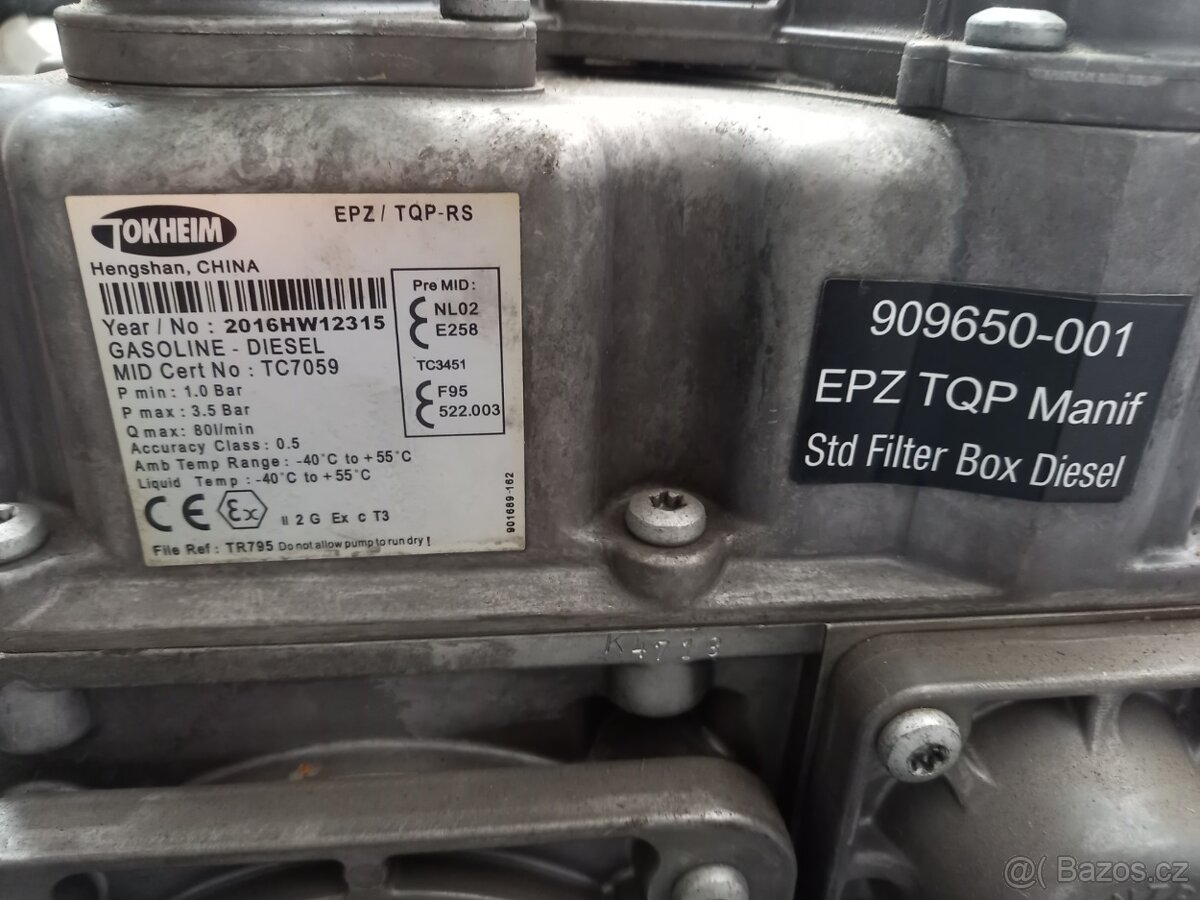 TOKHEIM
EPZ / TQP-RS
Hengshan, CHINA
Year / No : 2016HW12315
GASOLINE - DIESEL
MID Cert No : TC7059
P min : 1.0 Bar
P max : 3.5 Bar
Q max : 80l/min
Accuracy Class : 0.5
Amb Temp Range : -40°C to +55°C
Liquid Temp : -40°C to +55°C
CE Ex II 2 G Ex c T3
File Ref : TR795 Do not allow pump to run dry !
Pre MID :
NL02
E258
TC3451
F95
522.003
901689-162
909650-001
EPZ TQP Manif
Std Filter Box Diesel
K4728
@( Bazos.cz